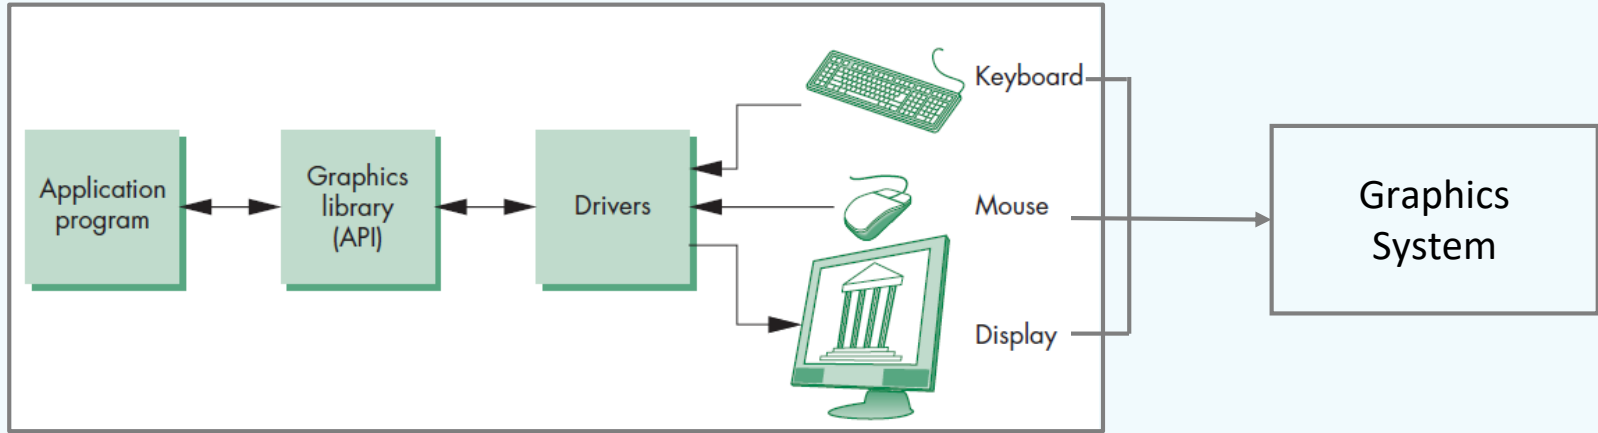 Application
program
Graphics
library
(API)
Drivers
Keyboard
Mouse
Display
Graphics
System